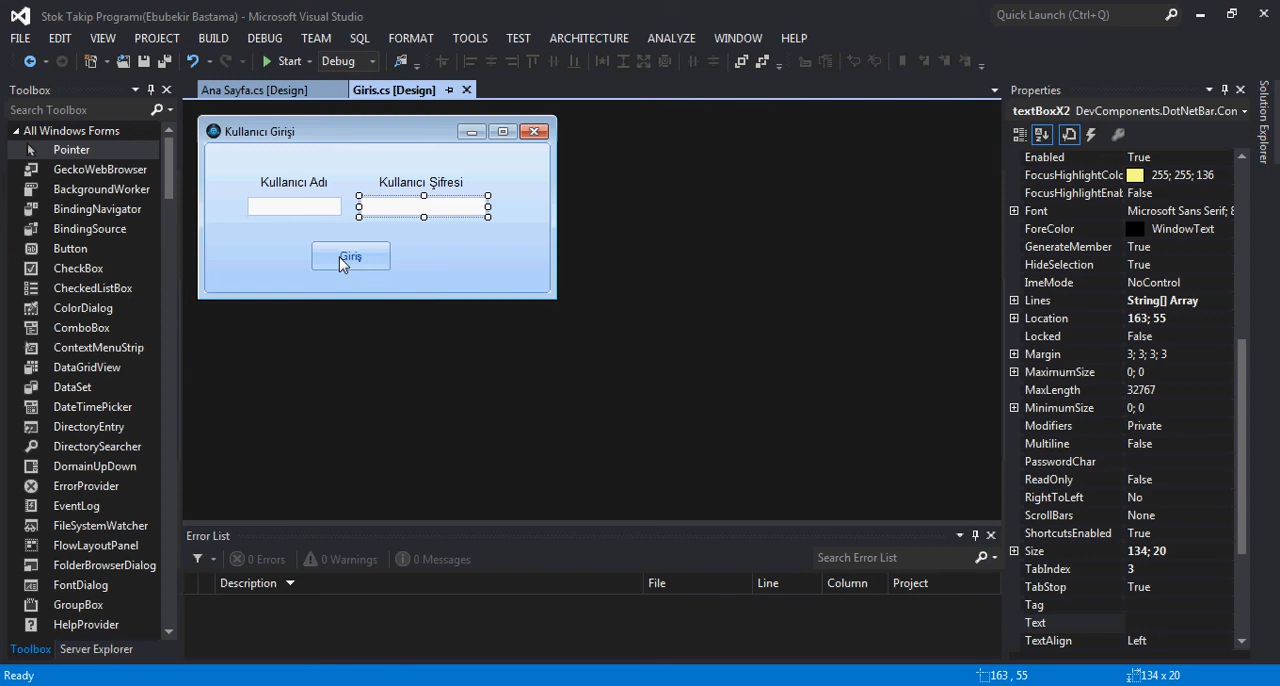 Stok Takip Programı(Ebubekir Bastama) - Microsoft Visual Studio
Quick Launch (Ctrl+Q)
FILE EDIT VIEW PROJECT BUILD DEBUG TEAM SQL FORMAT TOOLS TEST ARCHITECTURE ANALYZE WINDOW HELP
Start Debug
Toolbox
Search Toolbox
All Windows Forms
Pointer
GeckoWebBrowser
BackgroundWorker
BindingNavigator
BindingSource
Button
CheckBox
CheckedListBox
ColorDialog
ComboBox
ContextMenuStrip
DataGridView
DataSet
DateTimePicker
DirectoryEntry
DirectorySearcher
DomainUpDown
ErrorProvider
EventLog
FileSystemWatcher
FlowLayoutPanel
FolderBrowserDialog
FontDialog
GroupBox
HelpProvider
Toolbox Server Explorer
Ana Sayfa.cs [Design] Giris.cs [Design]
Kullanıcı Girişi
Kullanıcı Adı Kullanıcı Şifresi
Giriş
Error List
0 Errors 0 Warnings 0 Messages
Search Error List
Description File Line Column Project
Properties
textBoxX2 DevComponents.DotNetBar.Con
Enabled True
FocusHighlightColc 255; 255; 136
FocusHighlightEnab False
Font Microsoft Sans Serif; 8
ForeColor WindowText
GenerateMember True
HideSelection True
ImeMode NoControl
Lines String[] Array
Location 163; 55
Locked False
Margin 3; 3; 3; 3
MaximumSize 0; 0
MaxLength 32767
MinimumSize 0; 0
Modifiers Private
Multiline False
PasswordChar
ReadOnly False
RightToLeft No
ScrollBars None
ShortcutsEnabled True
Size 134; 20
TabIndex 3
TabStop True
Tag
Text
TextAlign Left
Solution Explorer
Ready
163 , 55
134 x 20